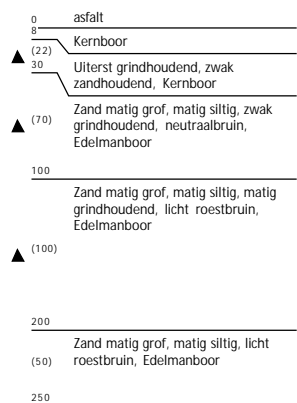 0 asfalt
8
Kernboor
(22)
30 Uiterst grindhoudend, zwak
zandhoudend, Kernboor
Zand matig grof, matig siltig, zwak
(70) grindhoudend, neutraalbruin,
Edelmanboor
100
Zand matig grof, matig siltig, matig
grindhoudend, licht roestbruin,
Edelmanboor
(100)
200
Zand matig grof, matig siltig, licht
(50) roestbruin, Edelmanboor
250